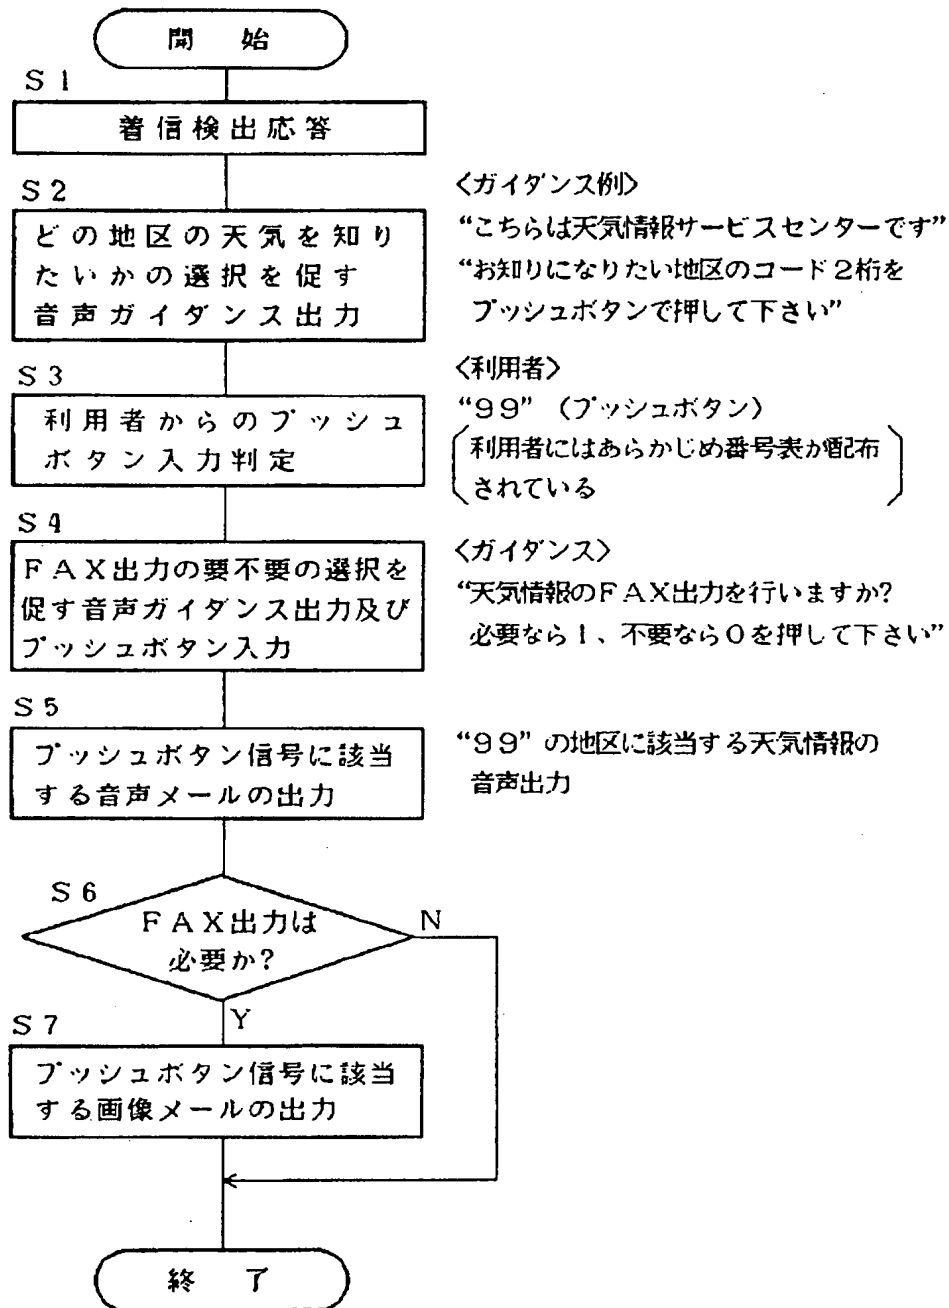 開始
S1
着信検出応答
S2
どの地区の天気を知り
たいかの選択を促す
音声ガイダンス出力
〈ガイダンス例〉
“こちらは天気情報サービスセンターです”
“お知りになりたい地区のコード2桁を
プッシュボタンで押して下さい”
S3
利用者からのプッシュ
ボタン入力判定
〈利用者〉
“99” (プッシュボタン)
利用者にはあらかじめ番号表が配布
されている
S4
FAX出力の要不要の選択を
促す音声ガイダンス出力及び
プッシュボタン入力
〈ガイダンス〉
“天気情報のFAX出力を行いますか?
必要なら1、不要なら0を押して下さい”
S5
プッシュボタン信号に該当
する音声メールの出力
“99”の地区に該当する天気情報の
音声出力
S6
FAX出力は
必要か?
N
Y
S7
プッシュボタン信号に該当
する画像メールの出力
終了